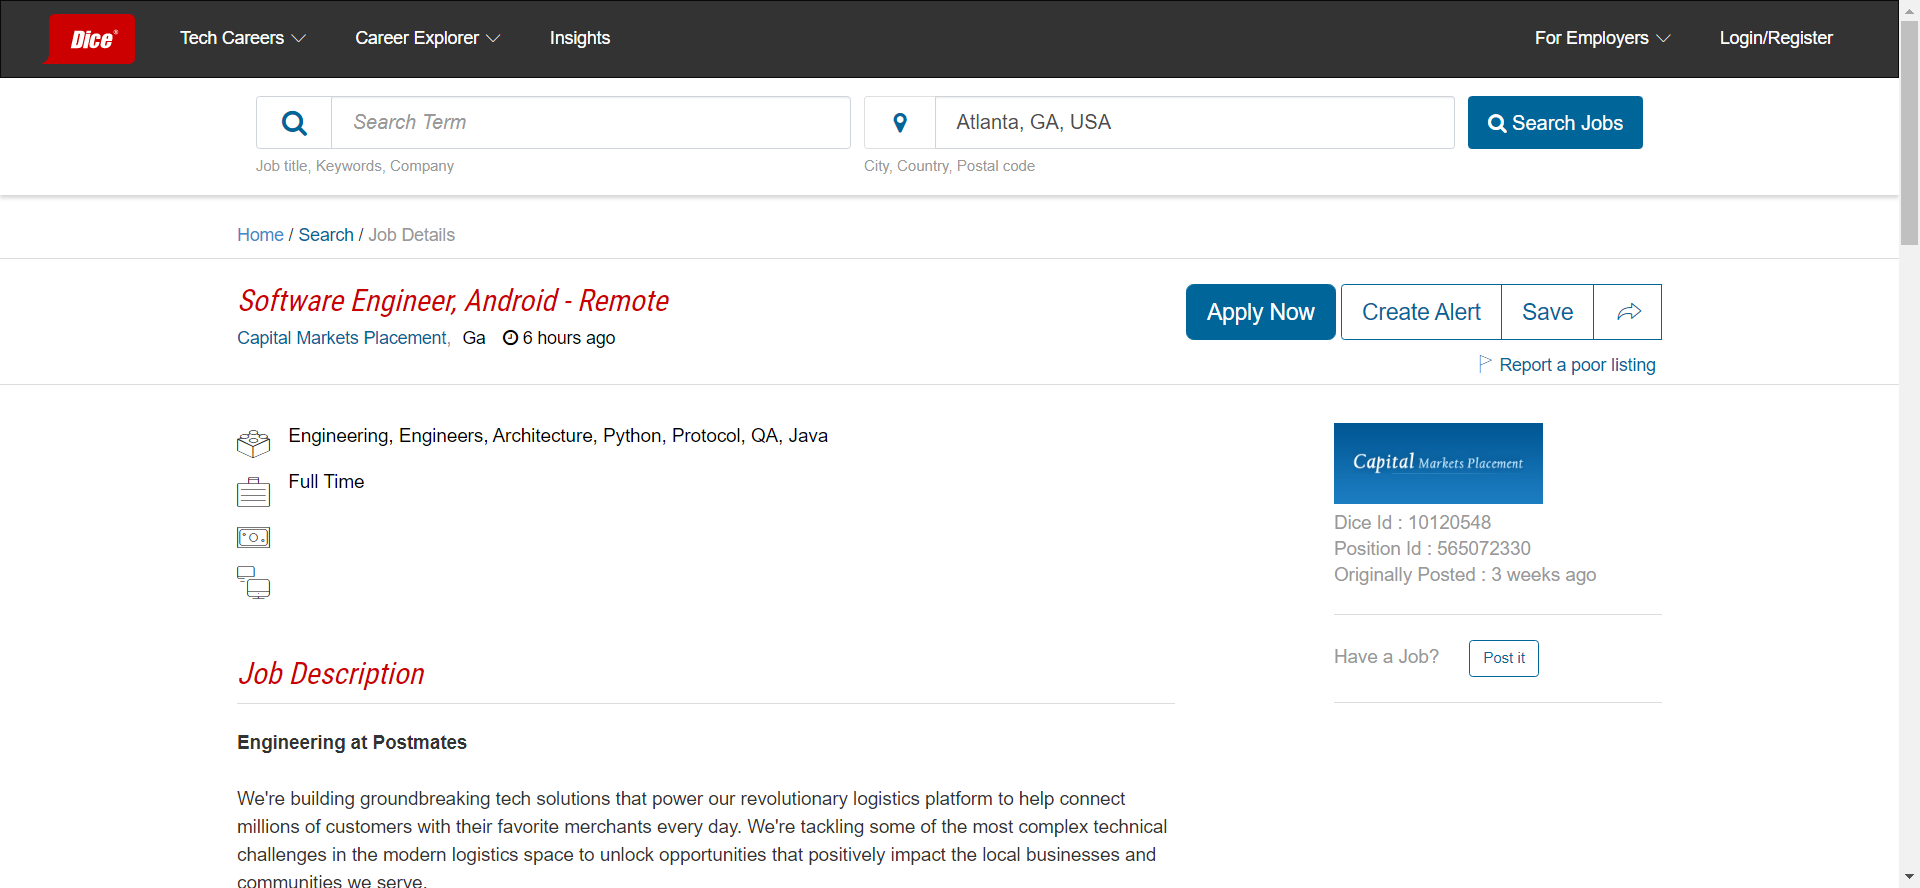 Dice®
Tech Careers
Career Explorer
Insights
For Employers
Login/Register
Search Term
Atlanta, GA, USA
Search Jobs
Job title, Keywords, Company
City, Country, Postal code
Home / Search / Job Details
Software Engineer, Android - Remote
Capital Markets Placement, Ga 6 hours ago
Apply Now
Create Alert
Save
Report a poor listing
Engineering, Engineers, Architecture, Python, Protocol, QA, Java
Full Time
Capital Markets Placement
Dice Id : 10120548
Position Id : 565072330
Originally Posted : 3 weeks ago
Have a Job?
Post it
Job Description
Engineering at Postmates
We're building groundbreaking tech solutions that power our revolutionary logistics platform to help connect
millions of customers with their favorite merchants every day. We're tackling some of the most complex technical
challenges in the modern logistics space to unlock opportunities that positively impact the local businesses and
communities we serve.